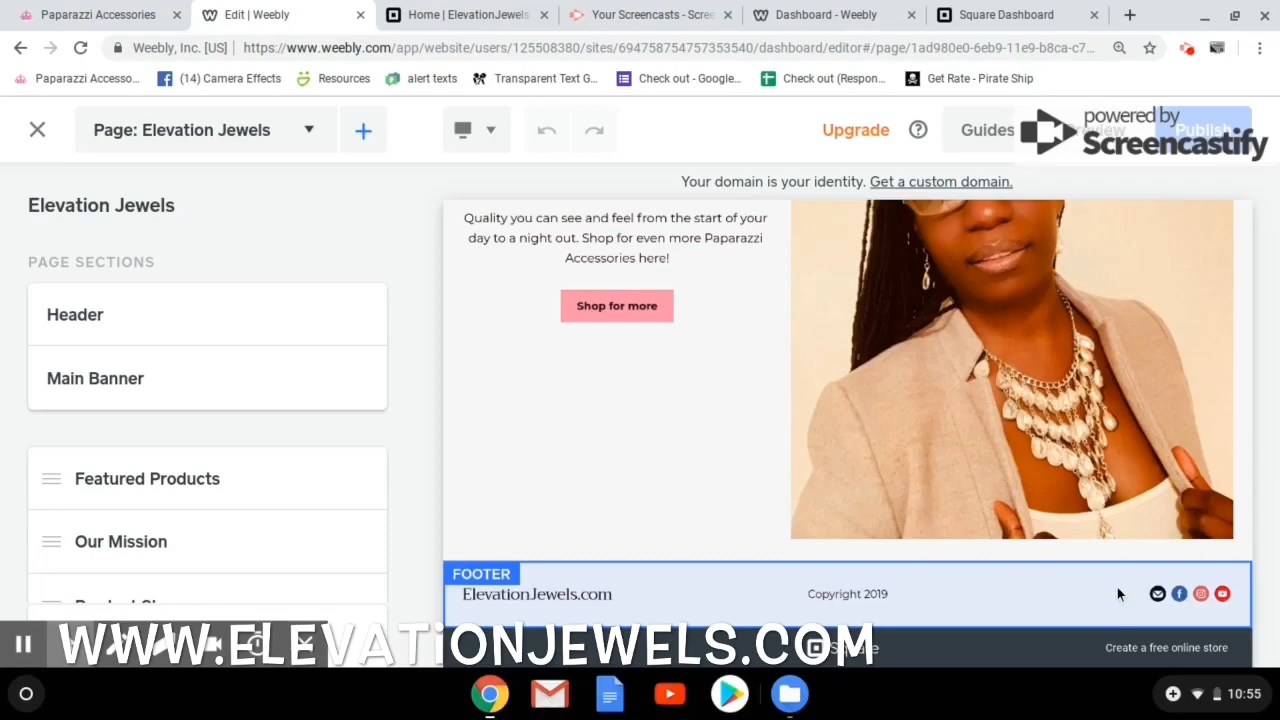 Paparazzi Accessories
Edit | Weebly
Home | ElevationJewels
Your Screencasts - Scree
Dashboard - Weebly
Square Dashboard
Weebly, Inc. [US]
https://www.weebly.com/app/website/users/125508380/sites/694758754757353540/dashboard/editor#/page/1ad980e0-6eb9-11e9-b8ca-c7...
Paparazzi Accesso...
(14) Camera Effects
Resources
alert texts
Transparent Text G...
Check out - Google...
Check out (Respon...
Get Rate - Pirate Ship
Page: Elevation Jewels
Upgrade
Guides
Preview
Publish
powered by
Screencastify
Your domain is your identity. Get a custom domain.
Elevation Jewels
PAGE SECTIONS
Header
Main Banner
Featured Products
Our Mission
Quality you can see and feel from the start of your
day to a night out. Shop for even more Paparazzi
Accessories here!
Shop for more
FOOTER
ElevationJewels.com
Copyright 2019
Create a free online store
WWW.ELEVATIONJEWELS.COM
10:55